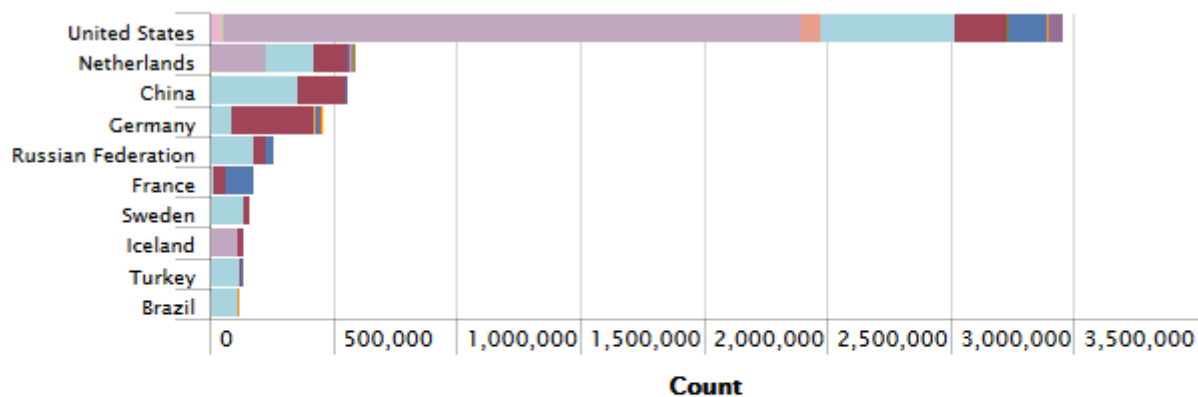 United States
Netherlands
China
Germany
Russian Federation
France
Sweden
Iceland
Turkey
Brazil
0 500,000 1,000,000 1,500,000 2,000,000 2,500,000 3,000,000 3,500,000
Count